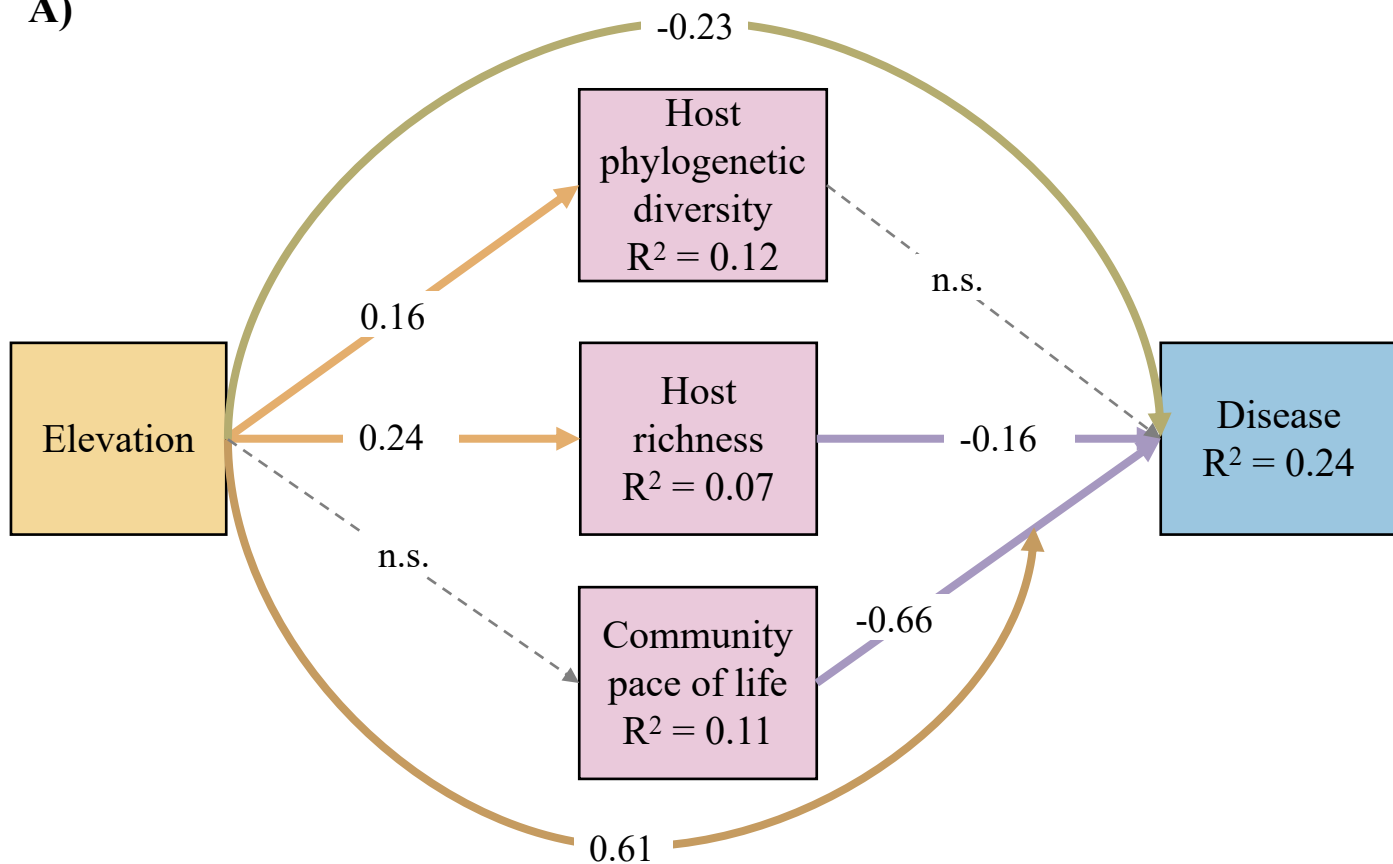 A)
-0.23
Host
phylogenetic
diversity
R² = 0.12
n.s.
0.16
Elevation
0.24
Host
richness
R² = 0.07
-0.16
Disease
R² = 0.24
n.s.
Community
pace of life
R² = 0.11
-0.66
0.61